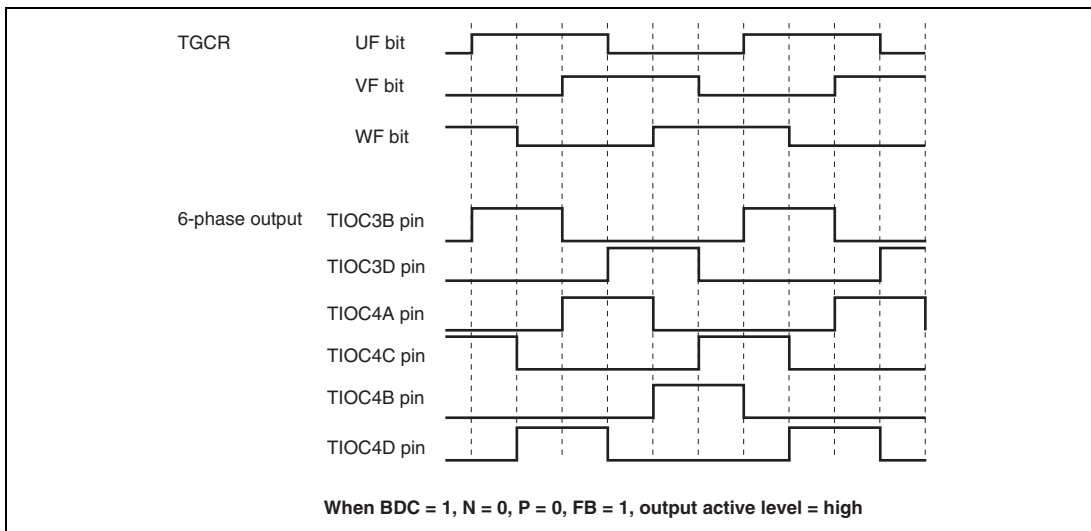 TGCR UF bit
VF bit
WF bit
6-phase output TIOC3B pin
TIOC3D pin
TIOC4A pin
TIOC4C pin
TIOC4B pin
TIOC4D pin
When BDC = 1, N = 0, P = 0, FB = 1, output active level = high